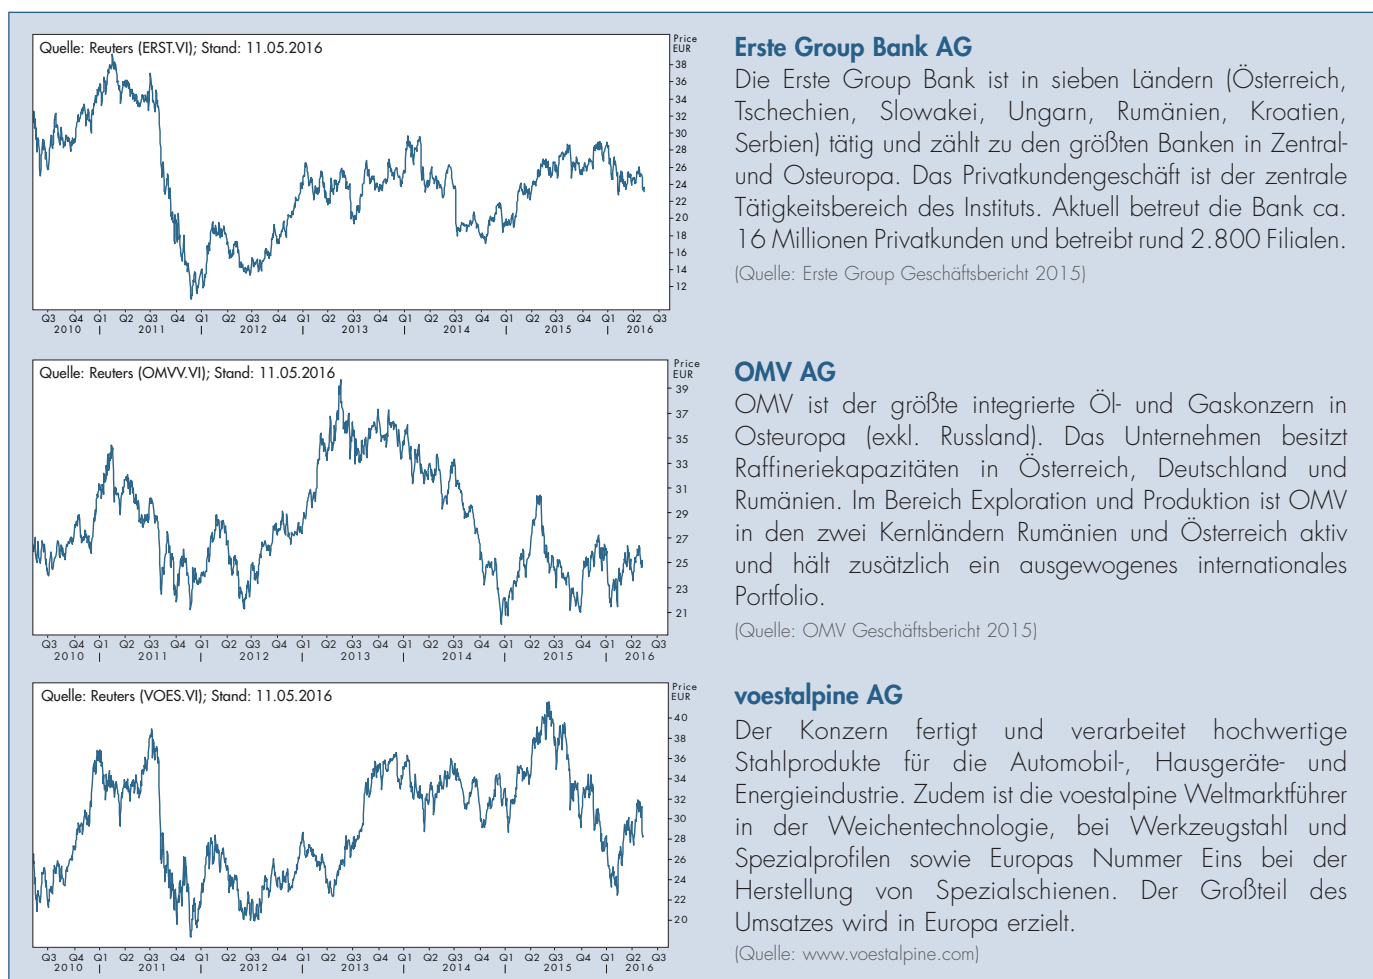 Quelle: Reuters (ERST.VI); Stand: 11.05.2016
Price
EUR
38
36
34
30
28
26
24
20
18
16
14
12
Q3 Q4 Q1 Q2 Q3 Q4 Q1 Q2 Q3 Q4 Q1 Q2 Q3 Q4 Q1 Q2 Q3 Q4 Q1 Q2 Q3 Q4 Q1 Q2 Q3
2010 2011 2012 2013 2014 2015 2016
Erste Group Bank AG
Die Erste Group Bank ist in sieben Ländern (Österreich,
Tschechien, Slowakei, Ungarn, Rumänien, Kroatien,
Serbien) tätig und zählt zu den größten Banken in Zentral-
und Osteuropa. Das Privatkundengeschäft ist der zentrale
Tätigkeitsbereich des Instituts. Aktuell betreut die Bank ca.
16 Millionen Privatkunden und betreibt rund 2.800 Filialen.
(Quelle: Erste Group Geschäftsbericht 2015)
Quelle: Reuters (OMVV.VI); Stand: 11.05.2016
Price
EUR
39
37
35
33
31
29
27
25
23
21
Q3 Q4 Q1 Q2 Q3 Q4 Q1 Q2 Q3 Q4 Q1 Q2 Q3 Q4 Q1 Q2 Q3 Q4 Q1 Q2 Q3 Q4 Q1 Q2 Q3
2010 2011 2012 2013 2014 2015 2016
OMV AG
OMV ist der größte integrierte Öl- und Gaskonzern in
Osteuropa (exkl. Russland). Das Unternehmen besitzt
Raffineriekapazitäten in Österreich, Deutschland und
Rumänien. Im Bereich Exploration und Produktion ist OMV
in den zwei Kernländern Rumänien und Österreich aktiv
und hält zusätzlich ein ausgewogenes internationales
Portfolio.
(Quelle: OMV Geschäftsbericht 2015)
Quelle: Reuters (VOES.VI); Stand: 11.05.2016
Price
EUR
40
36
34
32
30
28
26
24
22
20
Q3 Q4 Q1 Q2 Q3 Q4 Q1 Q2 Q3 Q4 Q1 Q2 Q3 Q4 Q1 Q2 Q3 Q4 Q1 Q2 Q3 Q4 Q1 Q2 Q3
2010 2011 2012 2013 2014 2015 2016
voestalpine AG
Der Konzern fertigt und verarbeitet hochwertige
Stahlprodukte für die Automobil-, Hausgeräte- und
Energieindustrie. Zudem ist die voestalpine Weltmarktführer
in der Weichentechnologie, bei Werkzeugstahl und
Spezialprofilen sowie Europas Nummer Eins bei der
Herstellung von Spezialschienen. Der Großteil des
Umsatzes wird in Europa erzielt.
(Quelle: www.voestalpine.com)